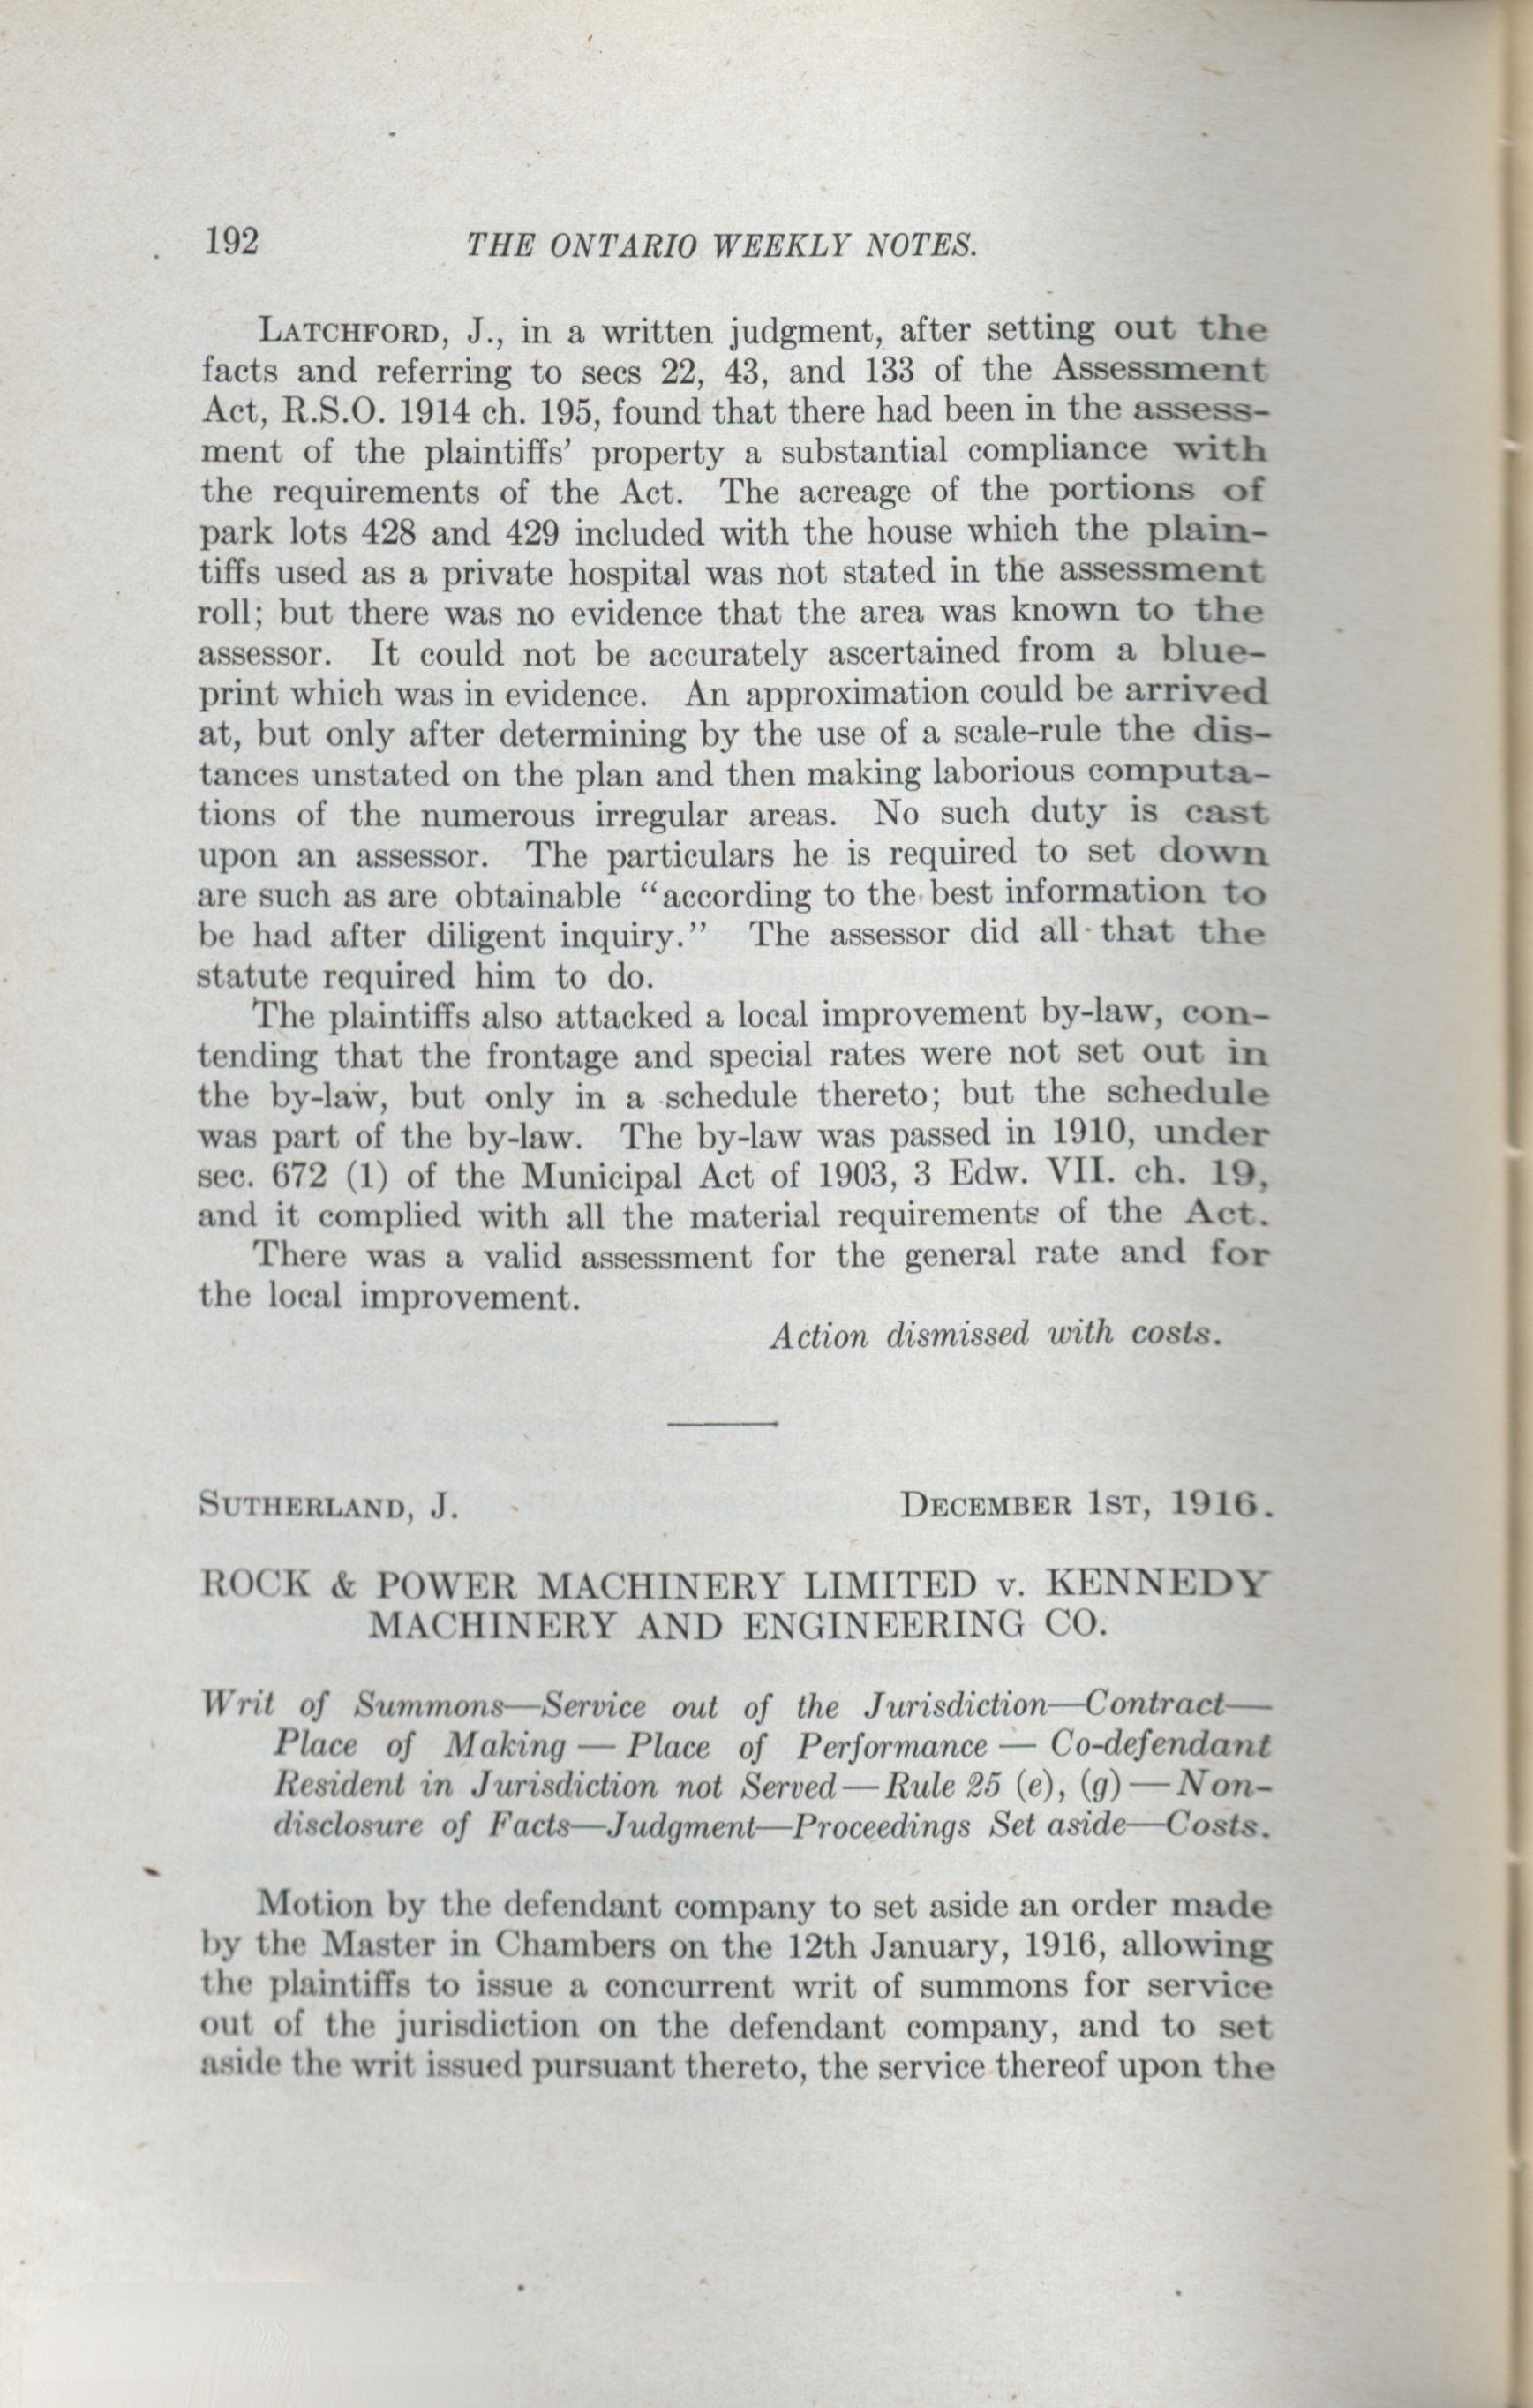 192 THE ONTARIO WEEKLY NOTES.
LATCHFORD, J., in a written judgment, after setting out the
facts and referring to secs 22, 43, and 133 of the Assessment
Act, R.S.O. 1914 ch. 195, found that there had been in the assess-
ment of the plaintiffs' property a substantial compliance with
the requirements of the Act. The acreage of the portions of
park lots 428 and 429 included with the house which the plain-
tiffs used as a private hospital was not stated in the assessment
roll; but there was no evidence that the area was known to the
assessor. It could not be accurately ascertained from a blue-
print which was in evidence. An approximation could be arrived
at, but only after determining by the use of a scale-rule the dis-
tances unstated on the plan and then making laborious computa-
tions of the numerous irregular areas. No such duty is cast
upon an assessor. The particulars he is required to set down
are such as are obtainable "according to the best information to
be had after diligent inquiry." The assessor did all that the
statute required him to do.
The plaintiffs also attacked a local improvement by-law, con-
tending that the frontage and special rates were not set out in
the by-law, but only in a schedule thereto; but the schedule
was part of the by-law. The by-law was passed in 1910, under
sec. 672 (1) of the Municipal Act of 1903, 3 Edw. VII. ch. 19,
and it complied with all the material requirements of the Act.
There was a valid assessment for the general rate and for
the local improvement.
Action dismissed with costs.
SUTHERLAND, J. DECEMBER 1ST, 1916.
ROCK & POWER MACHINERY LIMITED v. KENNEDY
MACHINERY AND ENGINEERING CO.
Writ of Summons—Service out of the Jurisdiction—Contract—
Place of Making — Place of Performance — Co-defendant
Resident in Jurisdiction not Served — Rule 25 (e), (g) — Non-
disclosure of Facts—Judgment—Proceedings Set aside—Costs.
Motion by the defendant company to set aside an order made
by the Master in Chambers on the 12th January, 1916, allowing
the plaintiffs to issue a concurrent writ of summons for service
out of the jurisdiction on the defendant company, and to set
aside the writ issued pursuant thereto, the service thereof upon the